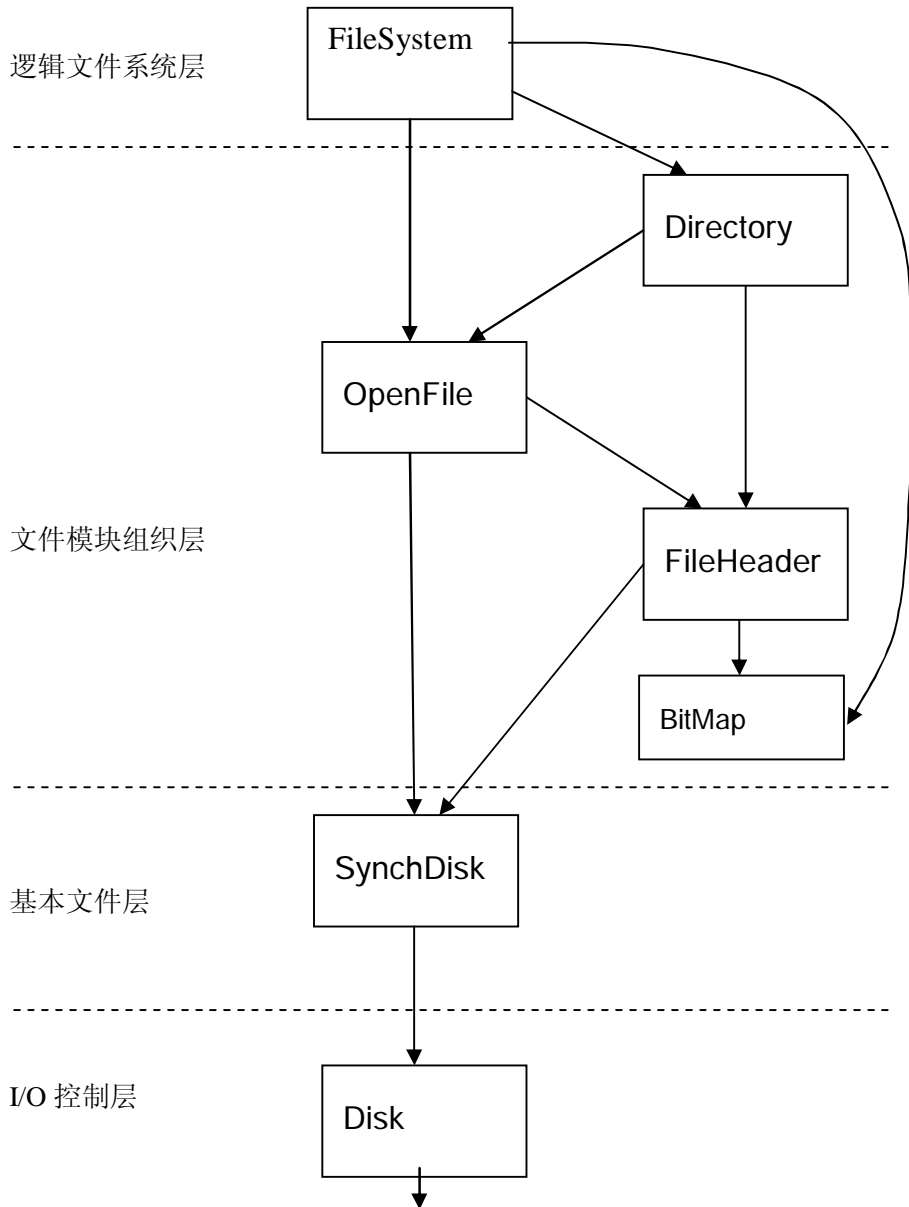 FileSystem
逻辑文件系统层
Directory
OpenFile
文件模块组织层
FileHeader
BitMap
SynchDisk
基本文件层
I/O 控制层
Disk